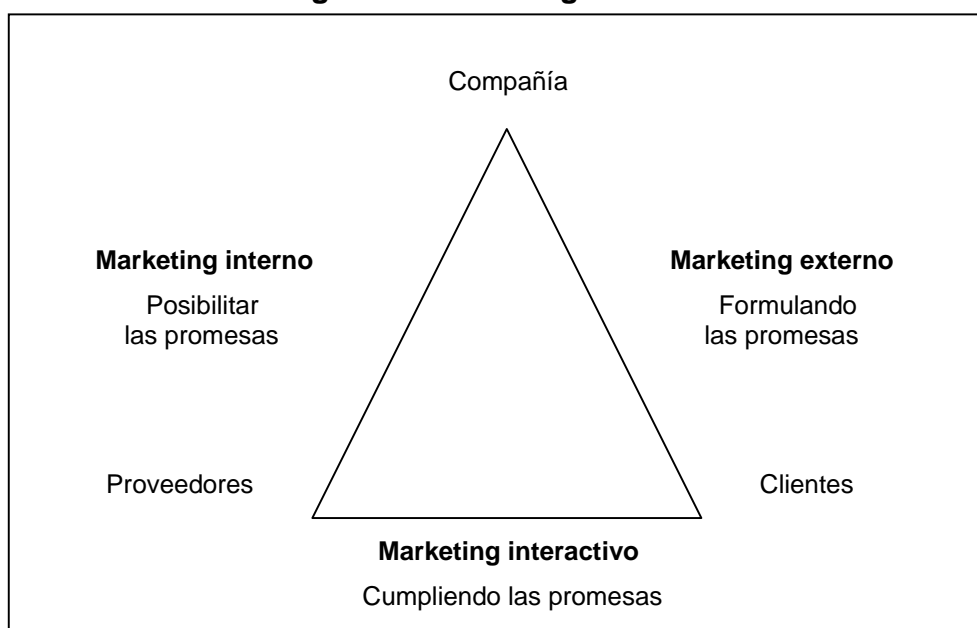 Compañía
Marketing interno
Posibilitar
las promesas
Marketing externo
Formulando
las promesas
Proveedores
Clientes
Marketing interactivo
Cumpliendo las promesas